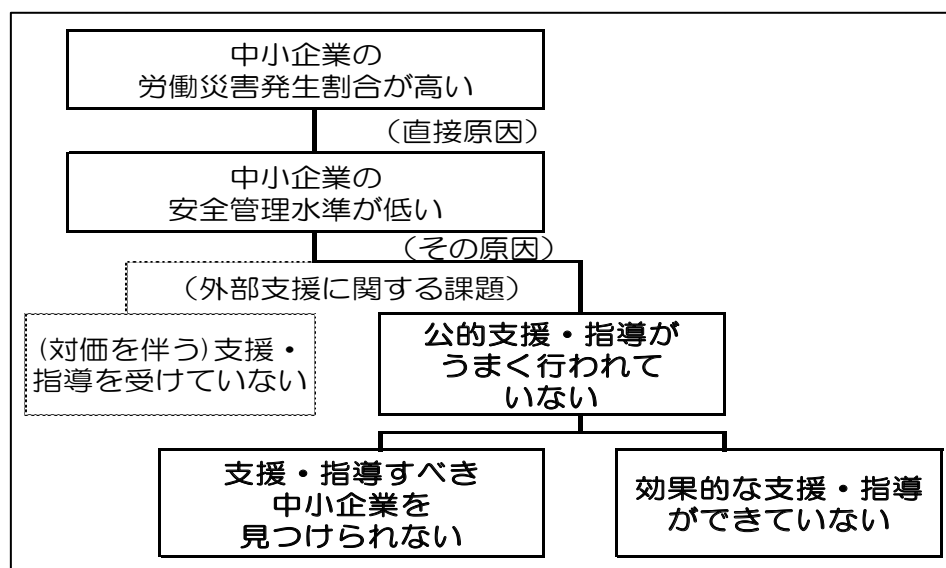 中小企業の
労働災害発生割合が高い
（直接原因）
中小企業の
安全管理水準が低い
（その原因）
（外部支援に関する課題）
(対価を伴う)支援・
指導を受けていない
公的支援・指導が
うまく行われて
いない
支援・指導すべき
中小企業を
見つけられない
効果的な支援・指導
ができていない